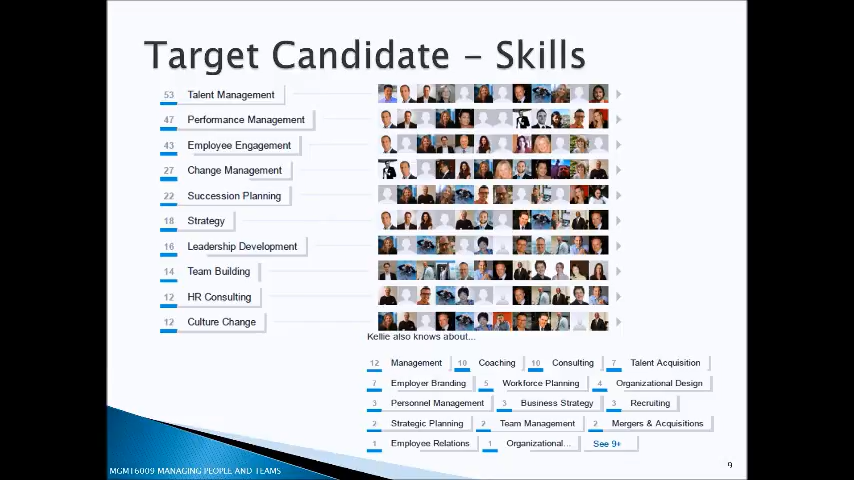 Target Candidate – Skills
53 Talent Management
47 Performance Management
43 Employee Engagement
27 Change Management
22 Succession Planning
18 Strategy
16 Leadership Development
14 Team Building
12 HR Consulting
12 Culture Change
Kellie also knows about...
12 Management 10 Coaching 10 Consulting 7 Talent Acquisition
7 Employer Branding 5 Workforce Planning 4 Organizational Design
3 Personnel Management 3 Business Strategy 3 Recruiting
2 Strategic Planning 2 Team Management 2 Mergers & Acquisitions
1 Employee Relations 1 Organizational... See 9+
MGMT6009 MANAGING PEOPLE AND TEAMS
9